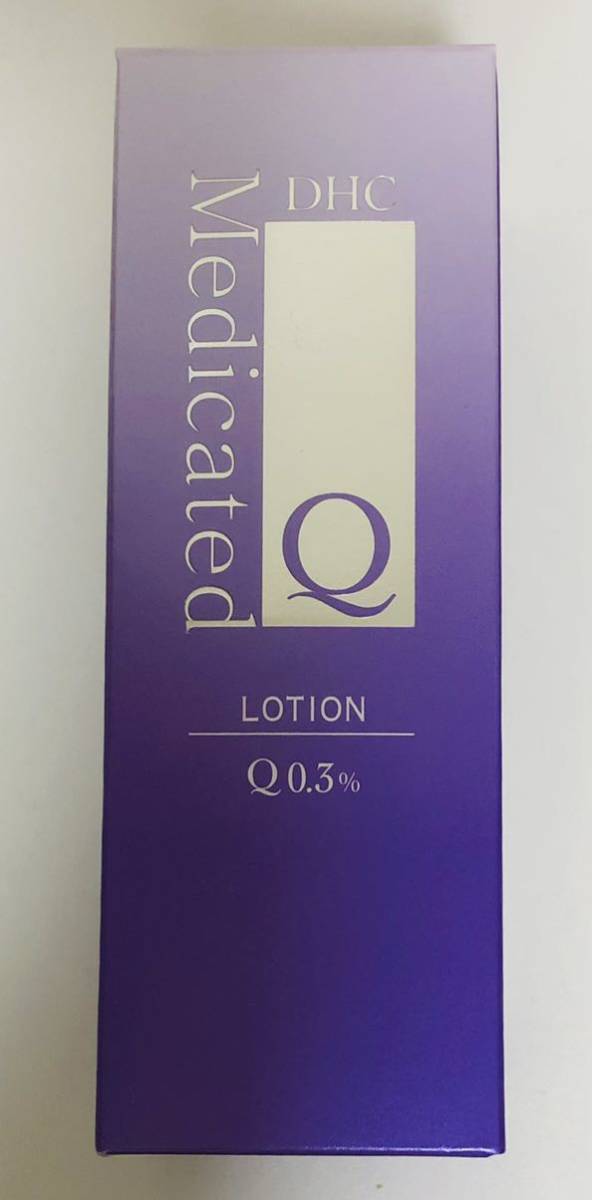 DHC
Medicated
Q
LOTION
Q 0.3%